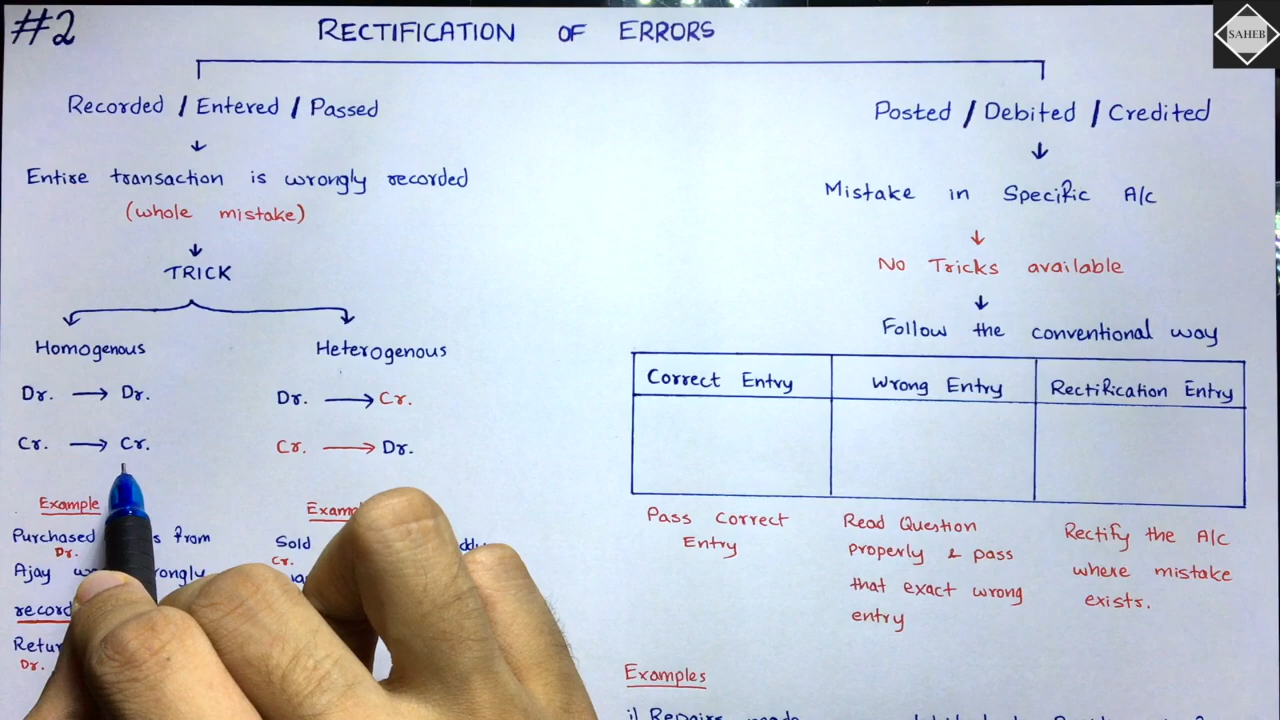 #2
RECTIFICATION OF ERRORS
SAHEB
Recorded / Entered / Passed
Entire transaction is wrongly recorded
(whole mistake)
TRICK
Homogenous
Dr. → Dr.
Cr. → Cr.
Example
Purchased from
Dr.
Ajay
record
Dr.
Heterogenous
Dr. → Cr.
Cr. → Dr.
Sold
Cr.
Posted / Debited / Credited
Mistake in Specific A/c
No Tricks available
Follow the conventional way
Correct Entry
Wrong Entry
Rectification Entry
Pass Correct
Entry
Read Question
properly & pass
that exact wrong
entry
Rectify the A/c
where mistake
exists.
Examples
i) Repairs made